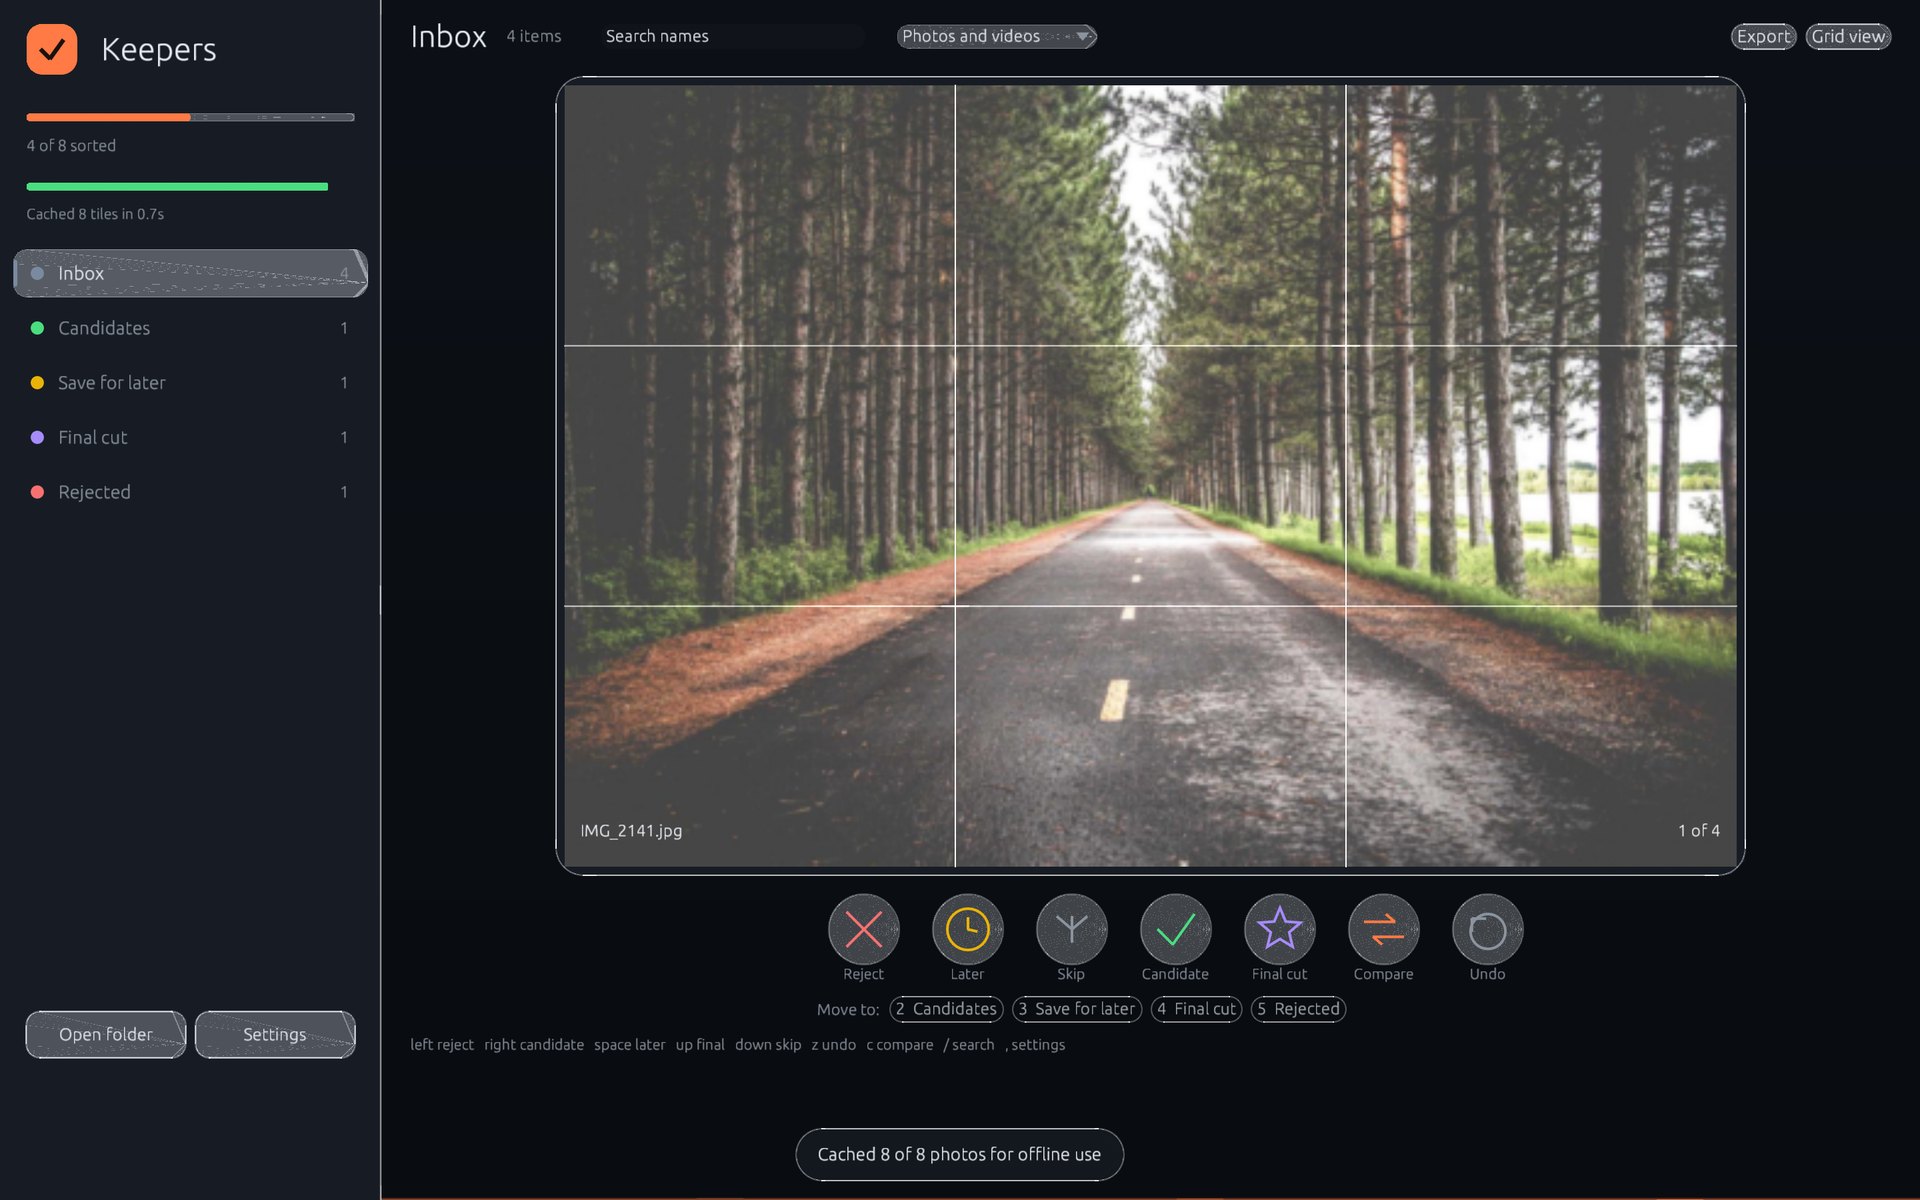 Keepers
4 of 8 sorted
Cached 8 tiles in 0.7s
Inbox 4
Candidates 1
Save for later 1
Final cut 1
Rejected 1
Open folder Settings
Inbox 4 items Search names Photos and videos Export Grid view
IMG_2141.jpg 1 of 4
Reject Later Skip Candidate Final cut Compare Undo
Move to: 2 Candidates 3 Save for later 4 Final cut 5 Rejected
left reject right candidate space later up final down skip z undo c compare / search , settings
Cached 8 of 8 photos for offline use